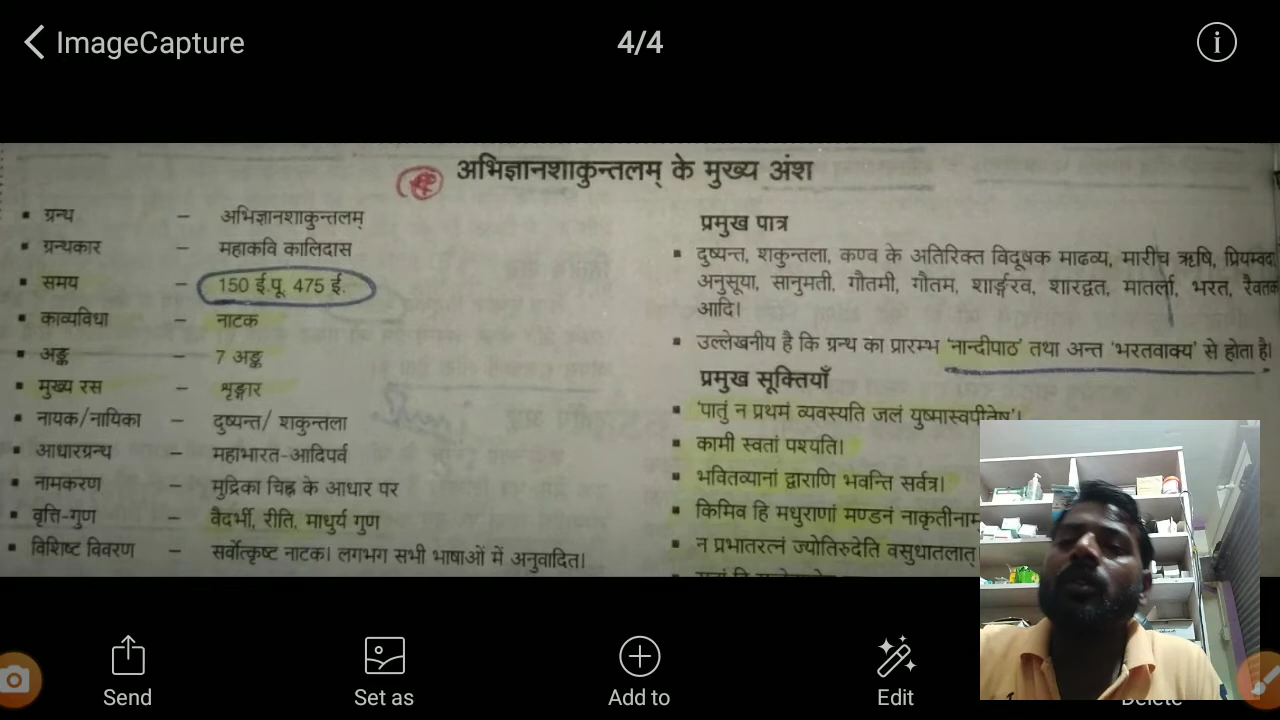 ImageCapture
4/4
अभिज्ञानशाकुन्तलम् के मुख्य अंश
ग्रन्थ – अभिज्ञानशाकुन्तलम्
ग्रन्थकार – महाकवि कालिदास
समय – 150 ई.पू. 475 ई.
काव्यविधा – नाटक
अङ्क – 7 अङ्क
मुख्य रस – शृङ्गार
नायक/नायिका – दुष्यन्त/ शकुन्तला
आधारग्रन्थ – महाभारत-आदिपर्व
नामकरण – मुद्रिका चिह्न के आधार पर
वृत्ति-गुण – वैदर्भी, रीति, माधुर्य गुण
विशिष्ट विवरण – सर्वोत्कृष्ट नाटक। लगभग सभी भाषाओं में अनुवादित।
प्रमुख पात्र
दुष्यन्त, शकुन्तला, कण्व के अतिरिक्त विदूषक माढव्य, मारीच ऋषि,
अनुसूया, सानुमती, गौतमी, गौतम, शार्ङ्गरव, शारद्वत, मातली, भरत,
आदि।
उल्लेखनीय है कि ग्रन्थ का प्रारम्भ 'नान्दीपाठ' तथा अन्त 'भरतवाक्य' से होता है।
प्रमुख सूक्तियाँ
'पातुं न प्रथमं व्यवस्यति जलं
कामी स्वतां पश्यति।
भवितव्यानां द्वाराणि भवन्ति सर्वत्र।
किमिव हि मधुराणां मण्डनं नाकृतीनाम
न प्रभातरत्नं ज्योतिरुदेति वसुधातलात्
Send
Set as
Add to
Edit